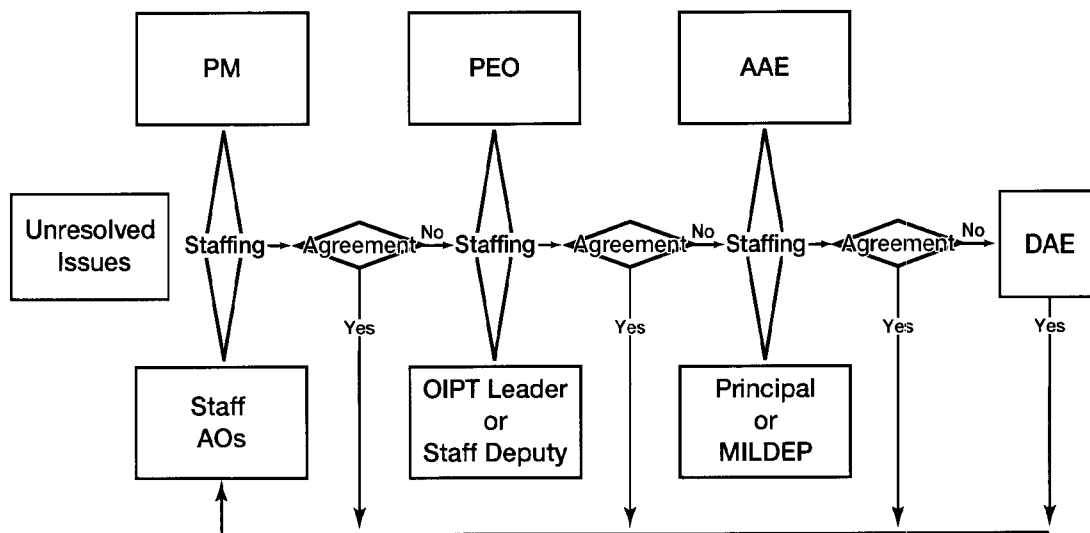 PM
PEO
AAE
Unresolved
Issues
Staffing
Agreement
No
Staffing
Agreement
No
Staffing
Agreement
No
DAE
Yes
Yes
Yes
Yes
Staff
AOs
OIPT Leader
or
Staff Deputy
Principal
or
MILDEP